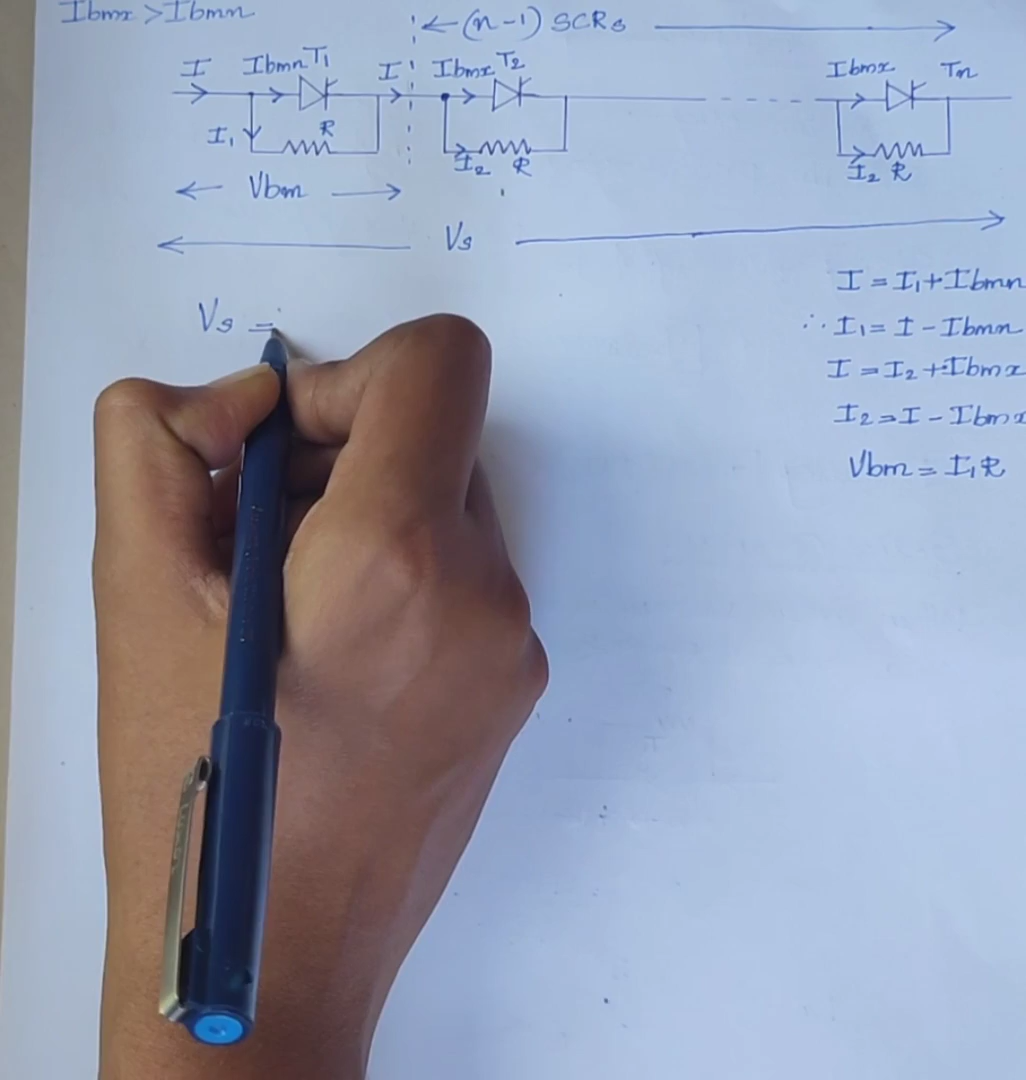 Ibmx > Ibmn
← (n-1) SCRs →
I Ibmn T1 I Ibmx T2 Ibmx Tn
I1 R I2 R I2 R
← Vbm →
← Vs →
I = I1 + Ibmn
∴ I1 = I - Ibmn
I = I2 + Ibmx
I2 = I - Ibmx
Vbm = I1 R
Vs =